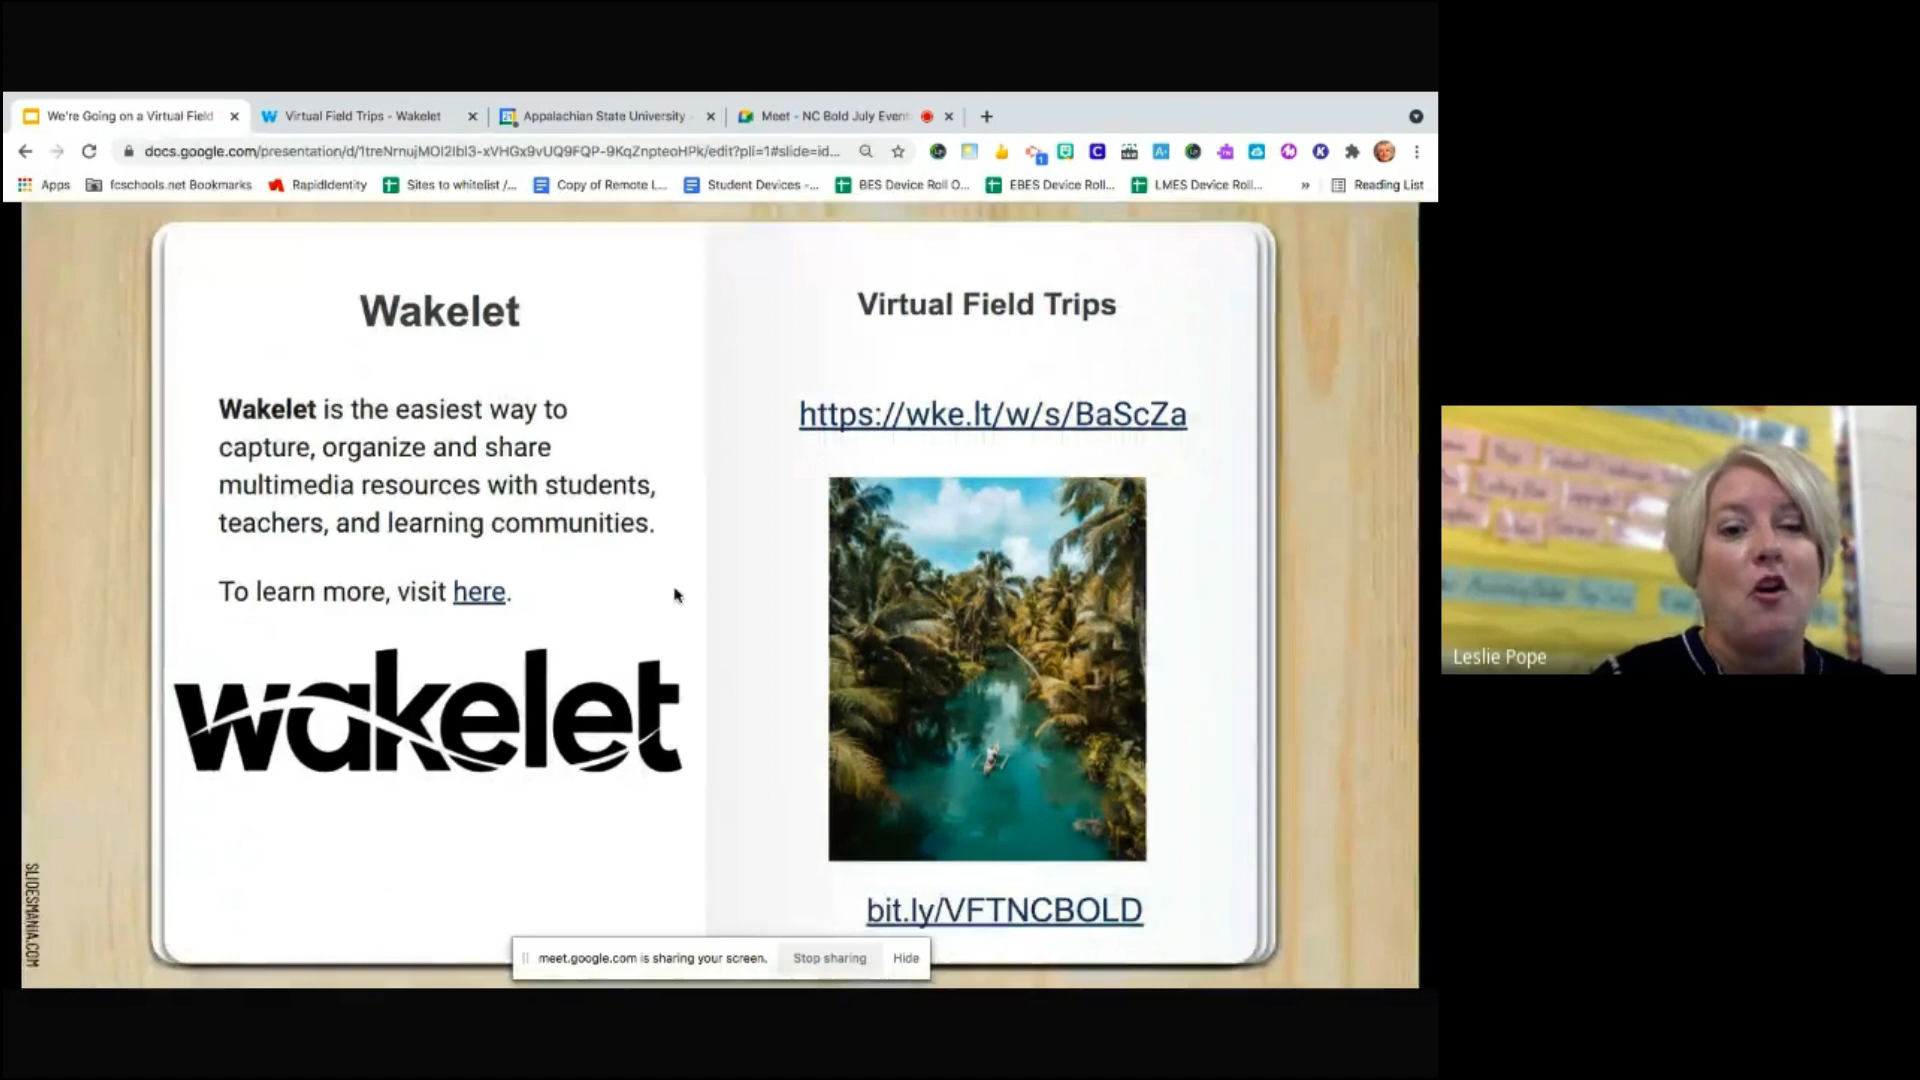 We're Going on a Virtual Field
Virtual Field Trips - Wakelet
Appalachian State University
Meet - NC Bold July Event
docs.google.com/presentation/d/1treNrnujMOI2Ibl3-xVHGx9vUQ9FQP-9KqZnpteoHPk/edit?pli=1#slide=id...
Apps
fcschools.net Bookmarks
RapidIdentity
Sites to whitelist /...
Copy of Remote L...
Student Devices -...
BES Device Roll O...
EBES Device Roll...
LMES Device Roll...
»
Reading List
Wakelet
Wakelet is the easiest way to
capture, organize and share
multimedia resources with students,
teachers, and learning communities.
To learn more, visit here.
wakelet
Virtual Field Trips
https://wke.lt/w/s/BaScZa
bit.ly/VFTNCBOLD
SLIDESMANIA.COM
meet.google.com is sharing your screen.
Stop sharing
Hide
Leslie Pope